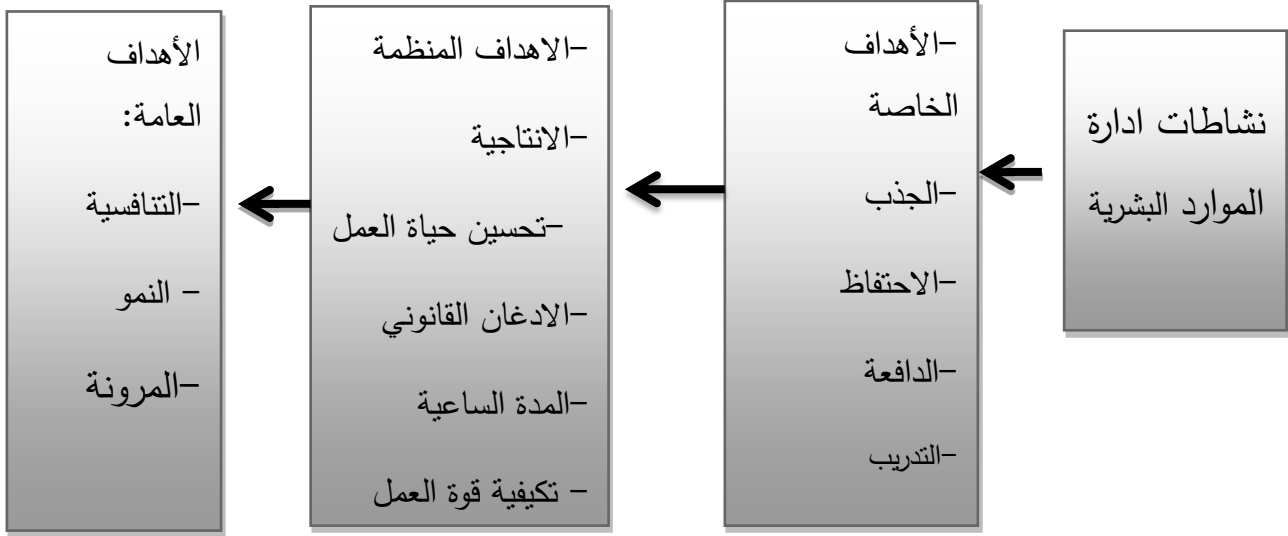 نشاطات ادارة
الموارد البشرية
-الأهداف
الخاصة
-الجذب
-الاحتفاظ
-الدافعة
-التدريب
-الاهداف المنظمة
-الانتاجية
-تحسين حياة العمل
-الادغان القانوني
-المدة الساعية
- تكيفية قوة العمل
الأهداف
العامة:
-التنافسية
- النمو
-المرونة